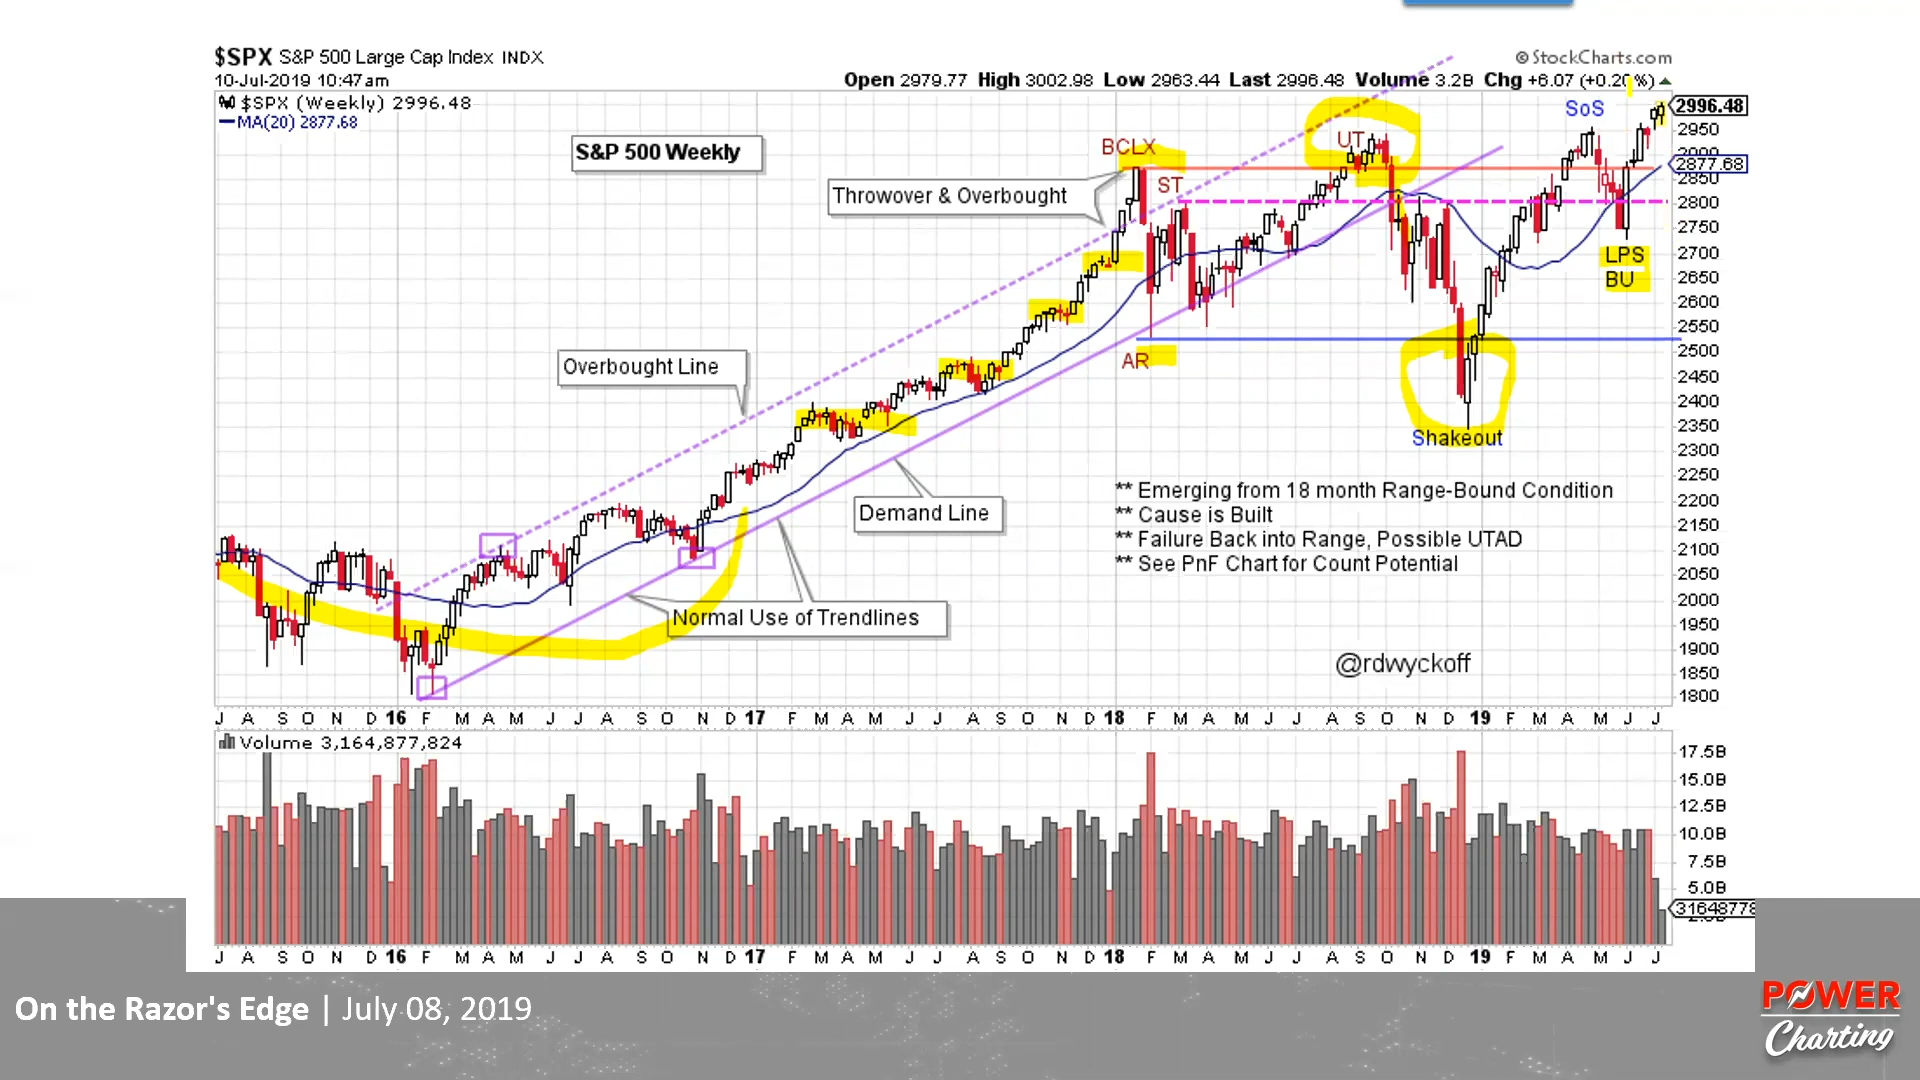 $SPX S&P 500 Large Cap Index INDX
© StockCharts.com
10-Jul-2019 10:47am
Open 2979.77 High 3002.98 Low 2963.44 Last 2996.48 Volume 3.2B Chg +6.07 (+0.20%)
$SPX (Weekly) 2996.48
MA(20) 2877.68
S&P 500 Weekly
Throwover & Overbought
BCLX
ST
UT
SoS
AR
LPS
BU
Overbought Line
Shakeout
Demand Line
Normal Use of Trendlines
** Emerging from 18 month Range-Bound Condition
** Cause is Built
** Failure Back into Range, Possible UTAD
** See PnF Chart for Count Potential
@rdwyckoff
2996.48
2950
2900
2877.68
2850
2800
2750
2700
2650
2600
2550
2500
2450
2400
2350
2300
2250
2200
2150
2100
2050
2000
1950
1900
1850
1800
J A S O N D 16 F M A M J J A S O N D 17 F M A M J J A S O N D 18 F M A M J J A S O N D 19 F M A M J J
Volume 3,164,877,824
17.5B
15.0B
12.5B
10.0B
7.5B
5.0B
31648778
J A S O N D 16 F M A M J J A S O N D 17 F M A M J J A S O N D 18 F M A M J J A S O N D 19 F M A M J J
On the Razor's Edge | July 08, 2019
POWER
Charting